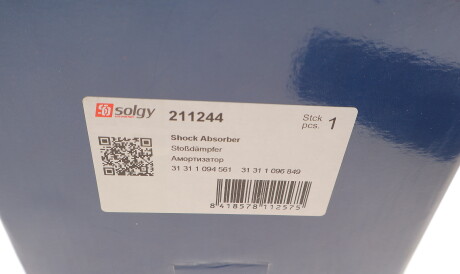 solgy 211244 Stck pcs. 1
Shock Absorber
Stoßdämpfer
Амортизатор
31 31 1 094 561 31 31 1 096 849
8 418578 112575